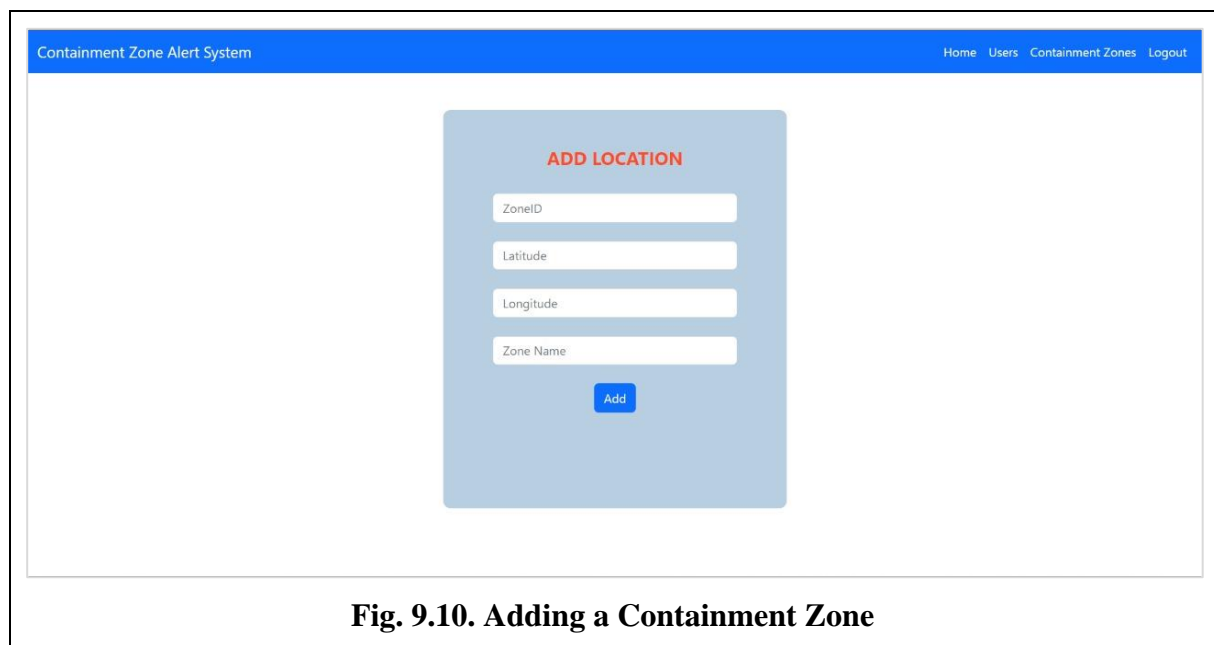 Containment Zone Alert System
Home Users Containment Zones Logout
ADD LOCATION
ZoneID
Latitude
Longitude
Zone Name
Add
Fig. 9.10. Adding a Containment Zone